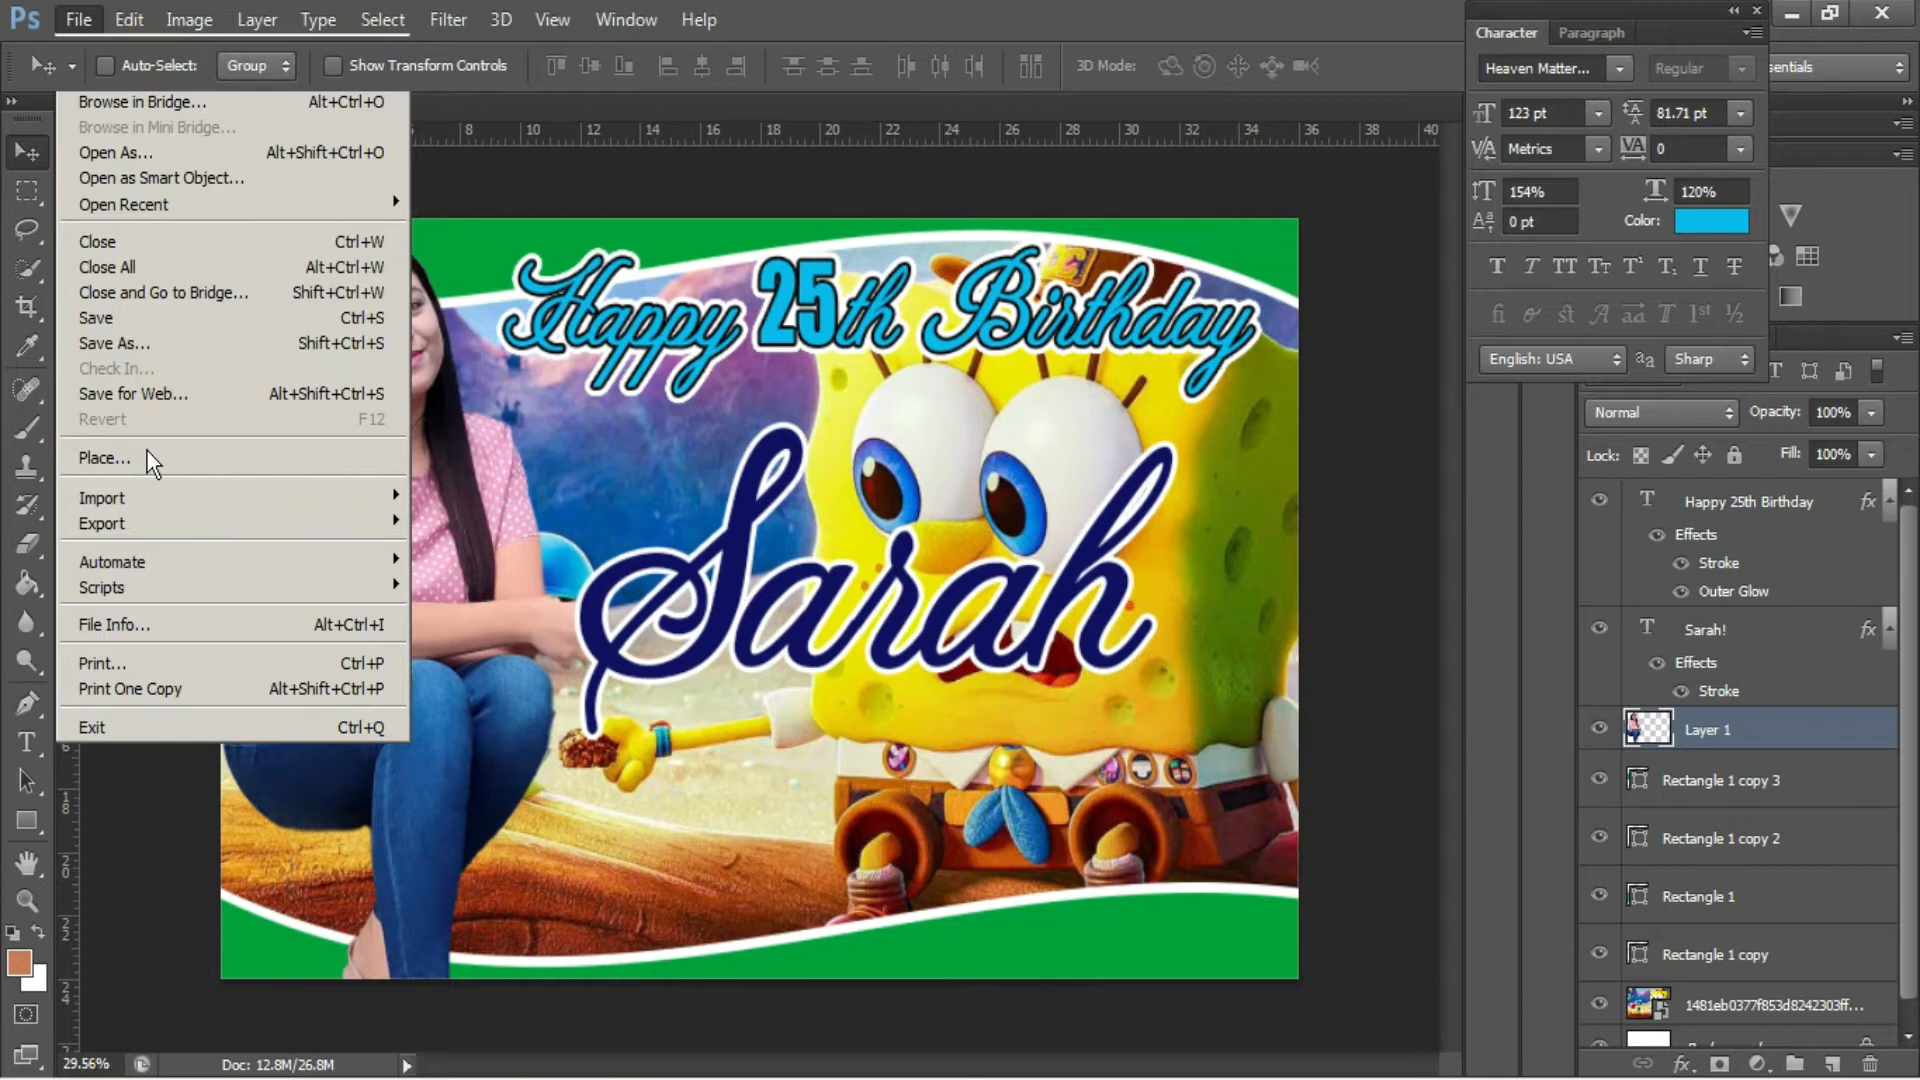 Ps File Edit Image Layer Type Select Filter 3D View Window Help
Auto-Select: Group Show Transform Controls 3D Mode:
Browse in Bridge... Alt+Ctrl+O
Browse in Mini Bridge...
Open As... Alt+Shift+Ctrl+O
Open as Smart Object...
Open Recent
Close Ctrl+W
Close All Alt+Ctrl+W
Close and Go to Bridge... Shift+Ctrl+W
Save Ctrl+S
Save As... Shift+Ctrl+S
Check In...
Save for Web... Alt+Shift+Ctrl+S
Revert F12
Place...
Import
Export
Automate
Scripts
File Info... Alt+Ctrl+I
Print... Ctrl+P
Print One Copy Alt+Shift+Ctrl+P
Exit Ctrl+Q
8 10 12 14 16 18 20 22 24 26 28 30 32 34 36 38 40
18
20
22
24
Happy 25th Birthday
Sarah
Character Paragraph
Heaven Matter... Regular
123 pt 81.71 pt
Metrics 0
154% 120%
0 pt Color:
English: USA aa Sharp
sentials
Normal Opacity: 100%
Lock: Fill: 100%
Happy 25th Birthday fx
Effects
Stroke
Outer Glow
Sarah! fx
Effects
Stroke
Layer 1
Rectangle 1 copy 3
Rectangle 1 copy 2
Rectangle 1
Rectangle 1 copy
1481eb0377f853d8242303ff...
29.56% Doc: 12.8M/26.8M